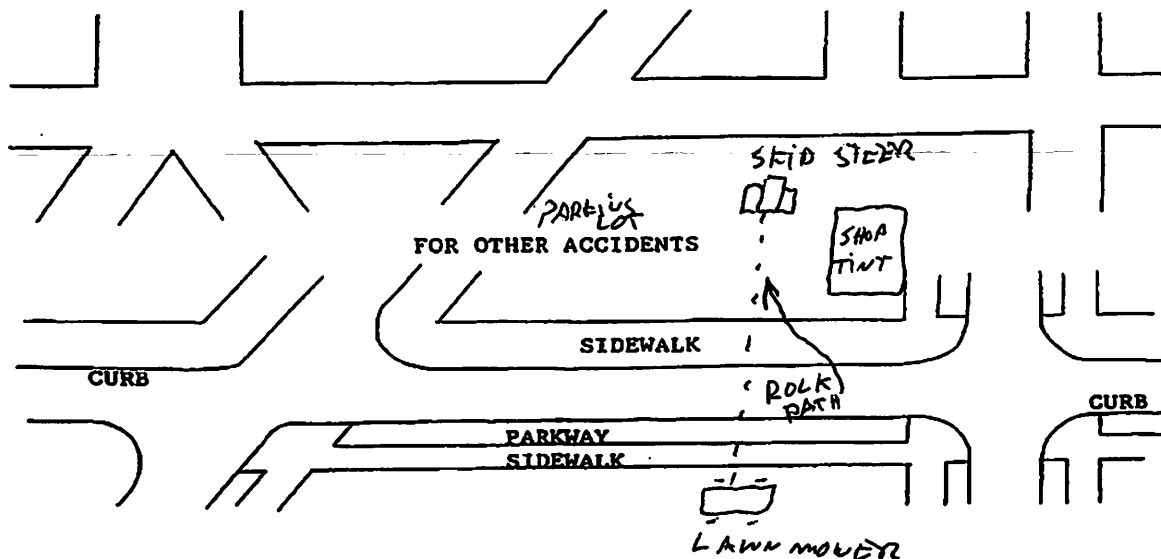 SKID STEER
PARKING
LOT
FOR OTHER ACCIDENTS
SHOP
TINT
SIDEWALK
CURB
ROCK
PATH
CURB
PARKWAY
SIDEWALK
LAWN MOWER